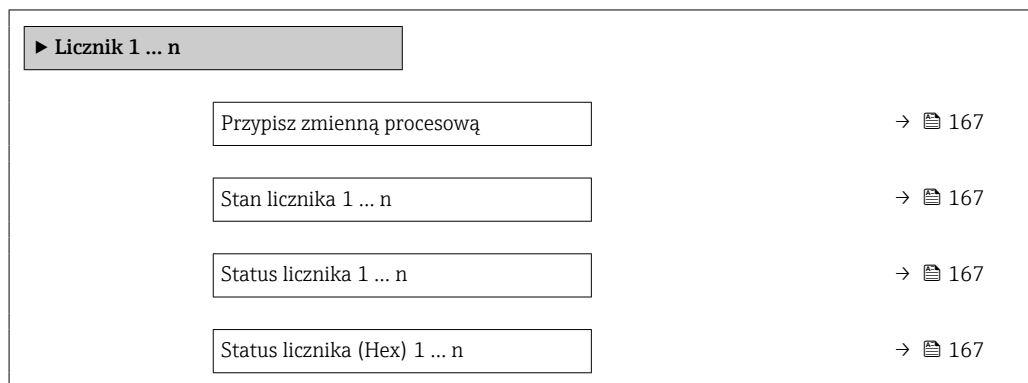 ▶ Licznik 1 … n
Przypisz zmienną procesową → 167
Stan licznika 1 … n → 167
Status licznika 1 … n → 167
Status licznika (Hex) 1 … n → 167